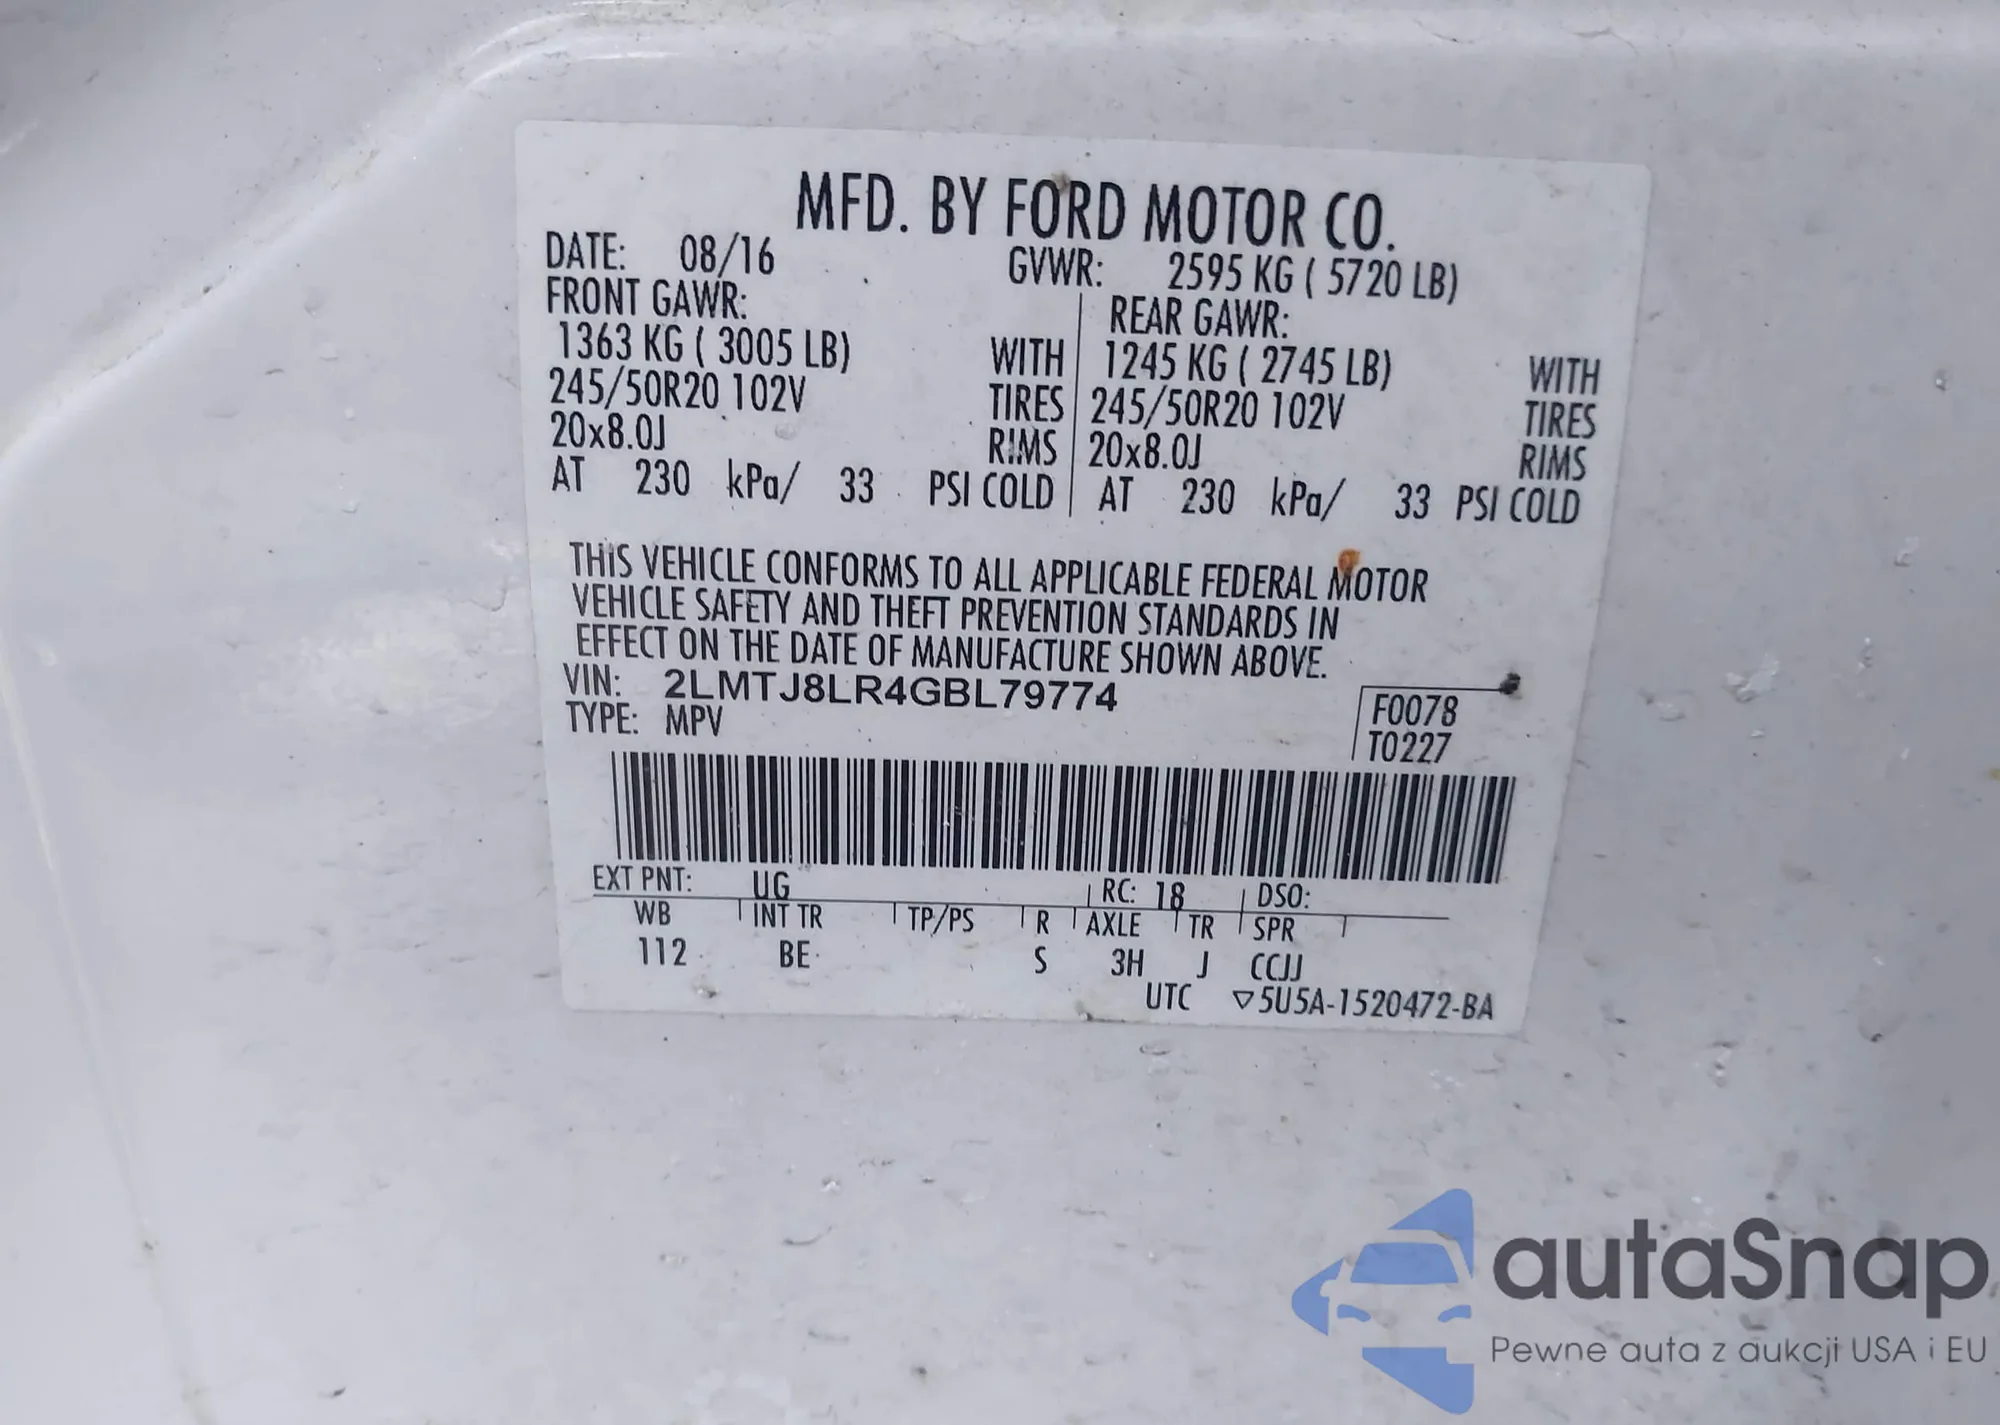 MFD. BY FORD MOTOR CO.
DATE: 08/16 GVWR: 2595 KG ( 5720 LB)
FRONT GAWR: REAR GAWR:
1363 KG ( 3005 LB) WITH 1245 KG ( 2745 LB) WITH
245/50R20 102V TIRES 245/50R20 102V TIRES
20x8.0J RIMS 20x8.0J RIMS
AT 230 kPa/ 33 PSI COLD AT 230 kPa/ 33 PSI COLD
THIS VEHICLE CONFORMS TO ALL APPLICABLE FEDERAL MOTOR
VEHICLE SAFETY AND THEFT PREVENTION STANDARDS IN
EFFECT ON THE DATE OF MANUFACTURE SHOWN ABOVE.
VIN: 2LMTJ8LR4GBL79774
TYPE: MPV
F0078
T0227
EXT PNT: UG RC: 18 DSO:
WB INT TR TP/PS R AXLE TR SPR
112 BE S 3H J CCJJ
UTC ▽5U5A-1520472-BA
autaSnap
Pewne auta z aukcji USA i EU